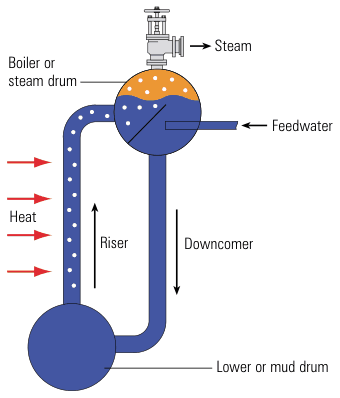 Steam
Boiler or
steam drum
Feedwater
Heat
Riser
Downcomer
Lower or mud drum